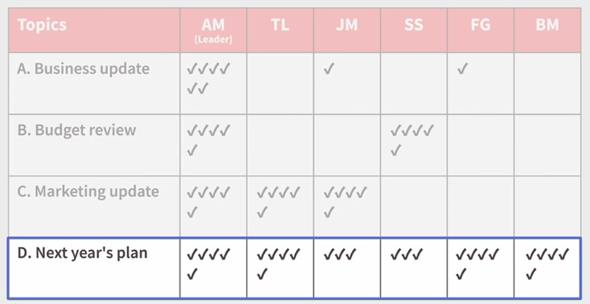 Topics AM TL JM SS FG BM
(Leader)
A. Business update ✓✓✓✓ ✓ ✓
✓✓
B. Budget review ✓✓✓✓ ✓✓✓✓
✓ ✓
C. Marketing update ✓✓✓✓ ✓✓✓✓ ✓✓✓✓
✓ ✓ ✓
D. Next year's plan ✓✓✓✓ ✓✓✓✓ ✓✓✓ ✓✓✓ ✓✓✓✓ ✓✓✓✓
✓ ✓ ✓ ✓